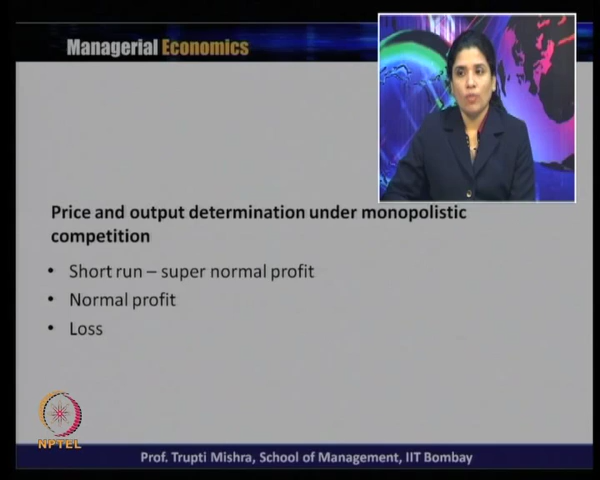 Managerial Economics
Price and output determination under monopolistic
competition
• Short run – super normal profit
• Normal profit
• Loss
NPTEL
Prof. Trupti Mishra, School of Management, IIT Bombay